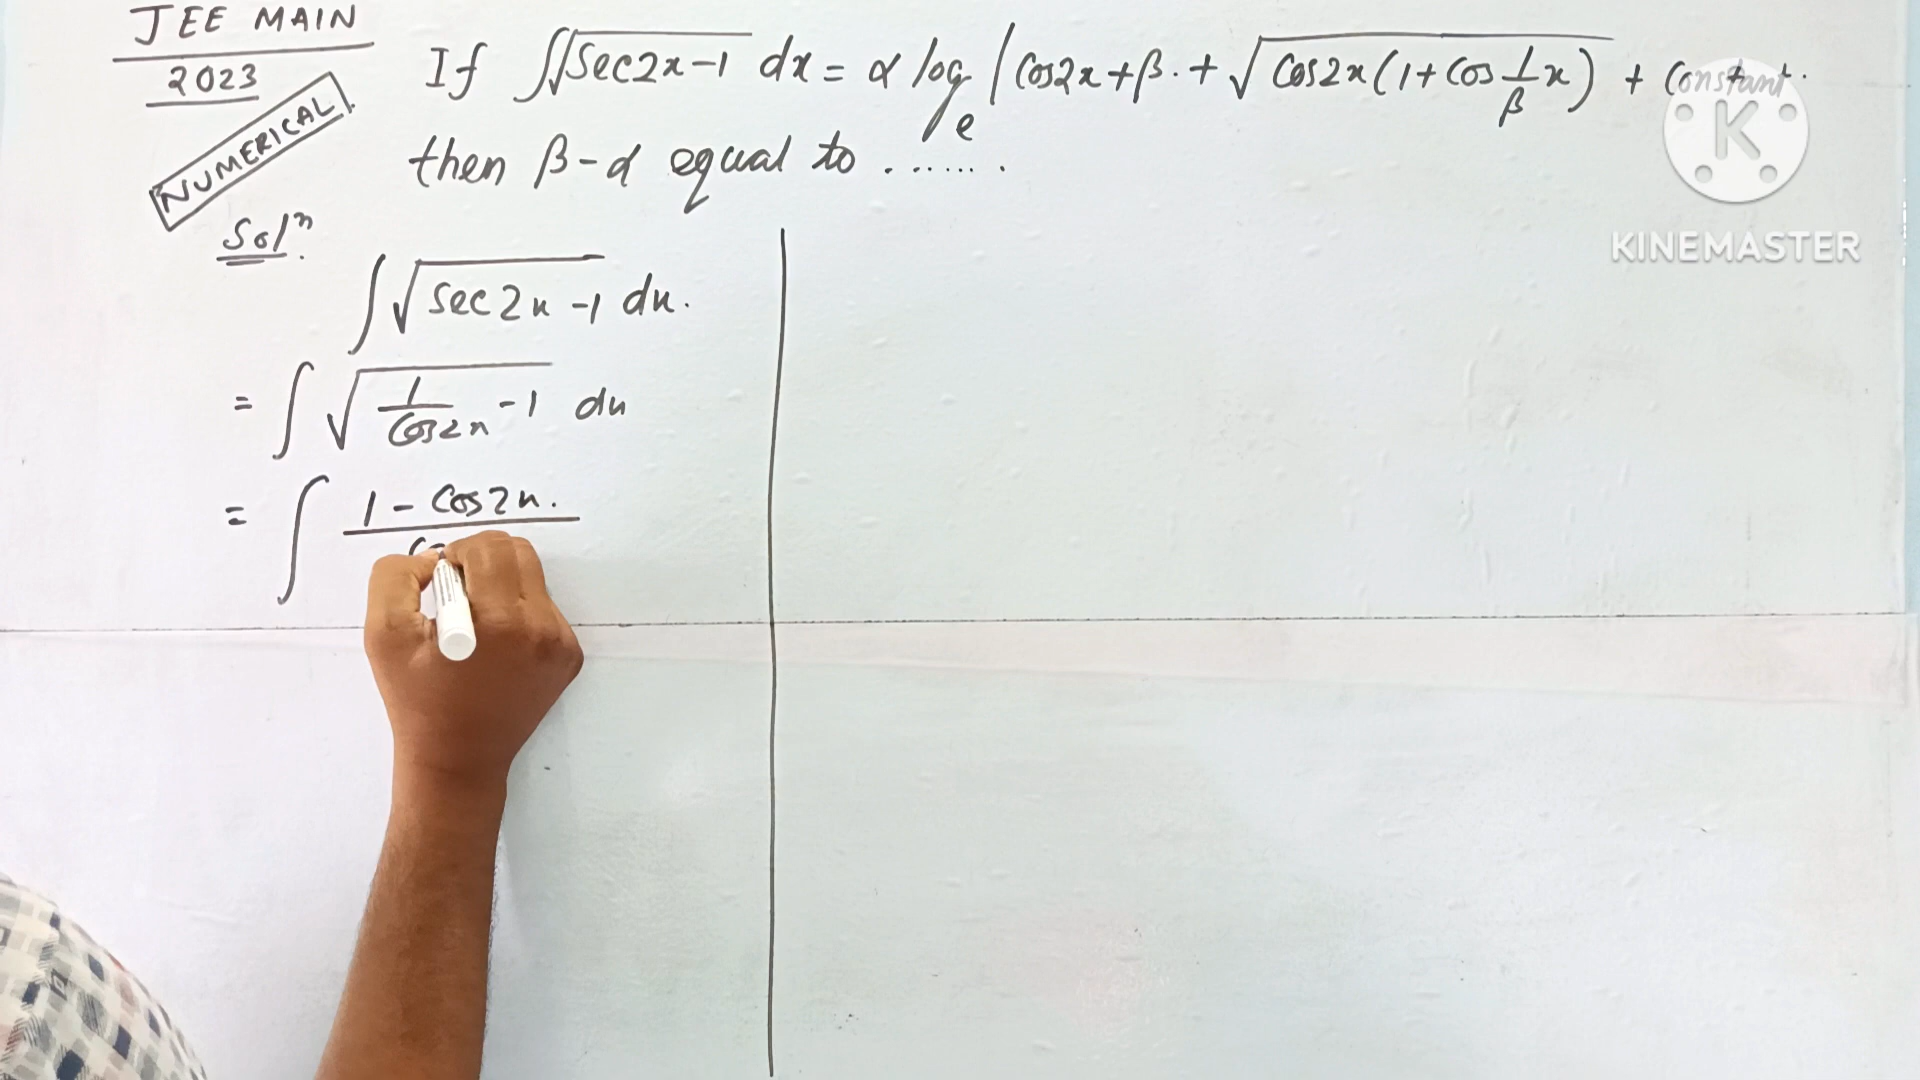 JEE MAIN
2023
NUMERICAL
If ∫√sec2x-1 dx = α log e |cos2x+β.+√cos2x(1+cos 1/β x) + Constant.
then β-α equal to .......
KINEMASTER
Solⁿ.
∫√sec2x-1 dx.
= ∫√1/cos2x -1 dx
= ∫ 1-cos2x.